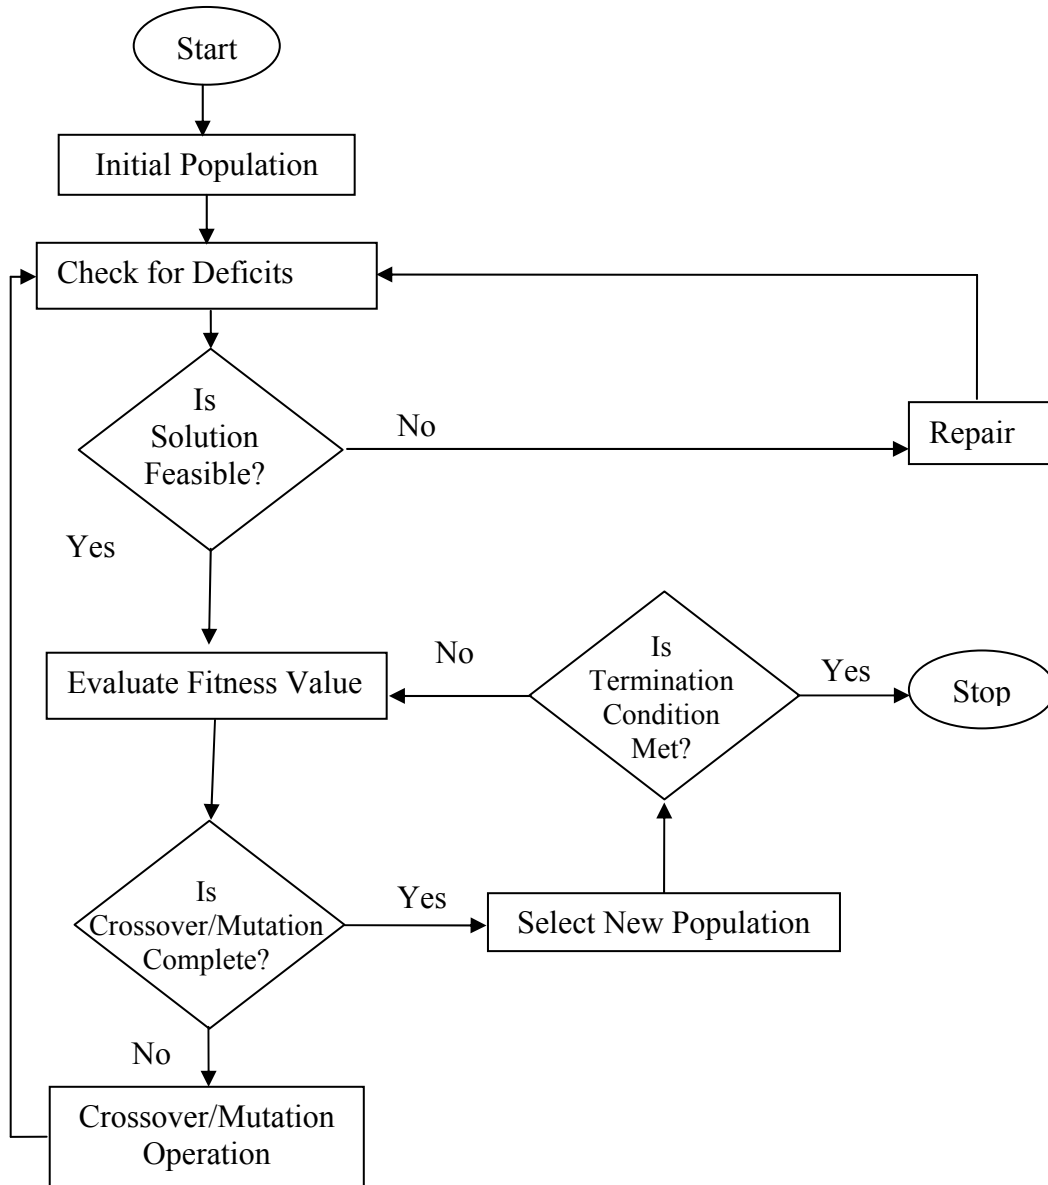 Start
Initial Population
Check for Deficits
Is
Solution
Feasible?
No
Repair
Yes
Is
Termination
Condition
Met?
No
Yes
Stop
Evaluate Fitness Value
Is
Crossover/Mutation
Complete?
Yes
Select New Population
No
Crossover/Mutation
Operation